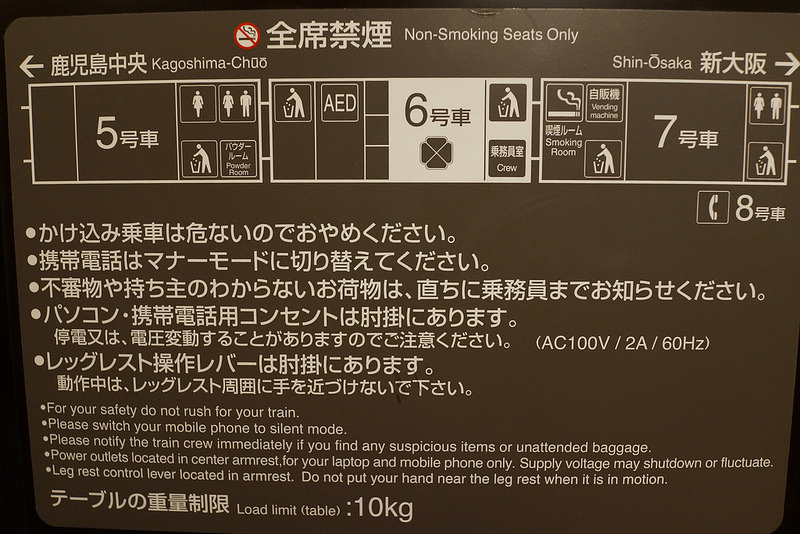 全席禁煙 Non-Smoking Seats Only
← 鹿児島中央 Kagoshima-Chūō
Shin-Ōsaka 新大阪 →
5号車
パウダールーム
Powder Room
AED
6号車
乗務員室
Crew
喫煙ルーム
Smoking Room
自販機
Vending machine
7号車
8号車
●かけ込み乗車は危ないのでおやめください。
●携帯電話はマナーモードに切り替えてください。
●不審物や持ち主のわからないお荷物は、直ちに乗務員までお知らせください。
●パソコン・携帯電話用コンセントは肘掛にあります。
停電又は、電圧変動することがありますのでご注意ください。 (AC100V / 2A / 60Hz)
●レッグレスト操作レバーは肘掛にあります。
動作中は、レッグレスト周囲に手を近づけないで下さい。
●For your safety do not rush for your train.
●Please switch your mobile phone to silent mode.
●Please notify the train crew immediately if you find any suspicious items or unattended baggage.
●Power outlets located in center armrest,for your laptop and mobile phone only. Supply voltage may shutdown or fluctuate.
●Leg rest control lever located in armrest. Do not put your hand near the leg rest when it is in motion.
テーブルの重量制限 Load limit (table) :10kg